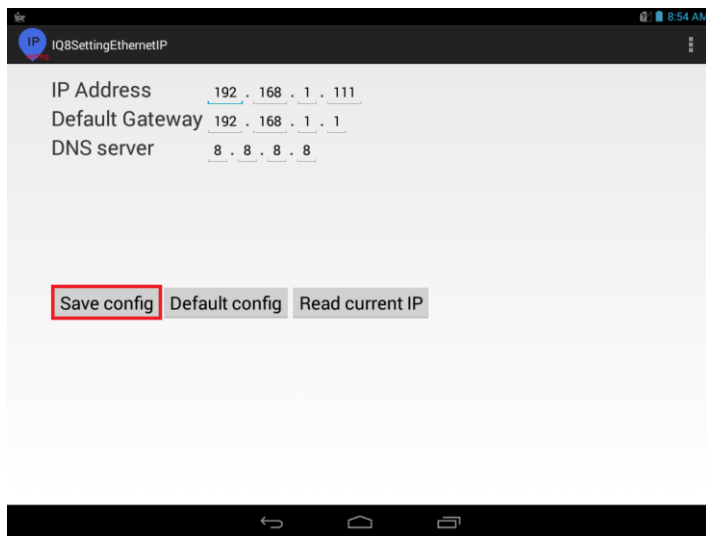 8:54 AM
IP
setting
IQ8SettingEthernetIP
IP Address 192 . 168 . 1 . 111
Default Gateway 192 . 168 . 1 . 1
DNS server 8 . 8 . 8 . 8
Save config Default config Read current IP